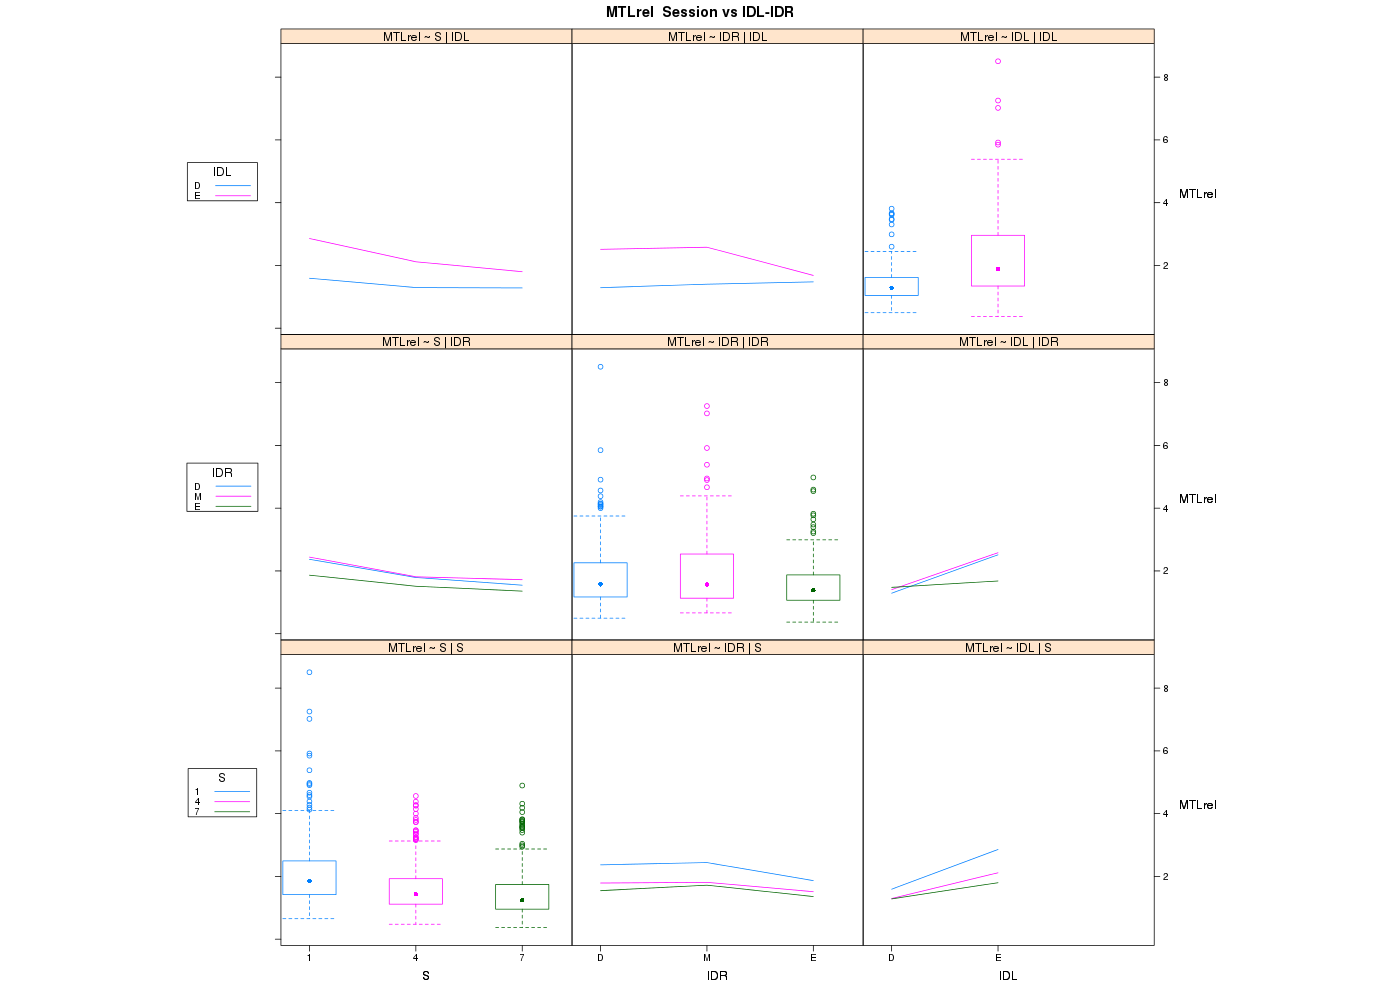 MTLrel  Session vs IDL-IDR
MTLrel ~ S | IDL
MTLrel ~ IDR | IDL
MTLrel ~ IDL | IDL
8
6
4
2
MTLrel
IDL
D
E
MTLrel ~ S | IDR
MTLrel ~ IDR | IDR
MTLrel ~ IDL | IDR
8
6
4
2
MTLrel
IDR
D
M
E
MTLrel ~ S | S
MTLrel ~ IDR | S
MTLrel ~ IDL | S
8
6
4
2
MTLrel
S
1
4
7
1 4 7
D M E
D E
S
IDR
IDL